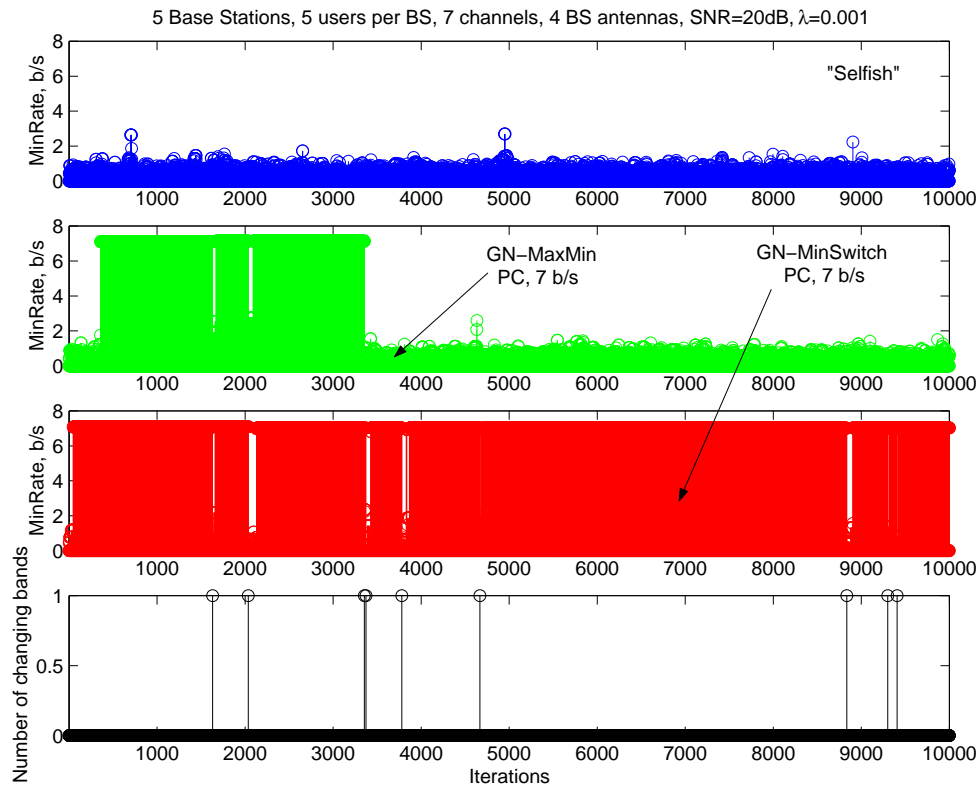 5 Base Stations, 5 users per BS, 7 channels, 4 BS antennas, SNR=20dB, λ=0.001
MinRate, b/s
8
6
4
2
0
"Selfish"
1000 2000 3000 4000 5000 6000 7000 8000 9000 10000
MinRate, b/s
8
6
4
2
0
GN−MaxMin
PC, 7 b/s
GN−MinSwitch
PC, 7 b/s
1000 2000 3000 4000 5000 6000 7000 8000 9000 10000
MinRate, b/s
8
6
4
2
0
1000 2000 3000 4000 5000 6000 7000 8000 9000 10000
Number of changing bands
1
0.5
0
1000 2000 3000 4000 5000 6000 7000 8000 9000 10000
Iterations